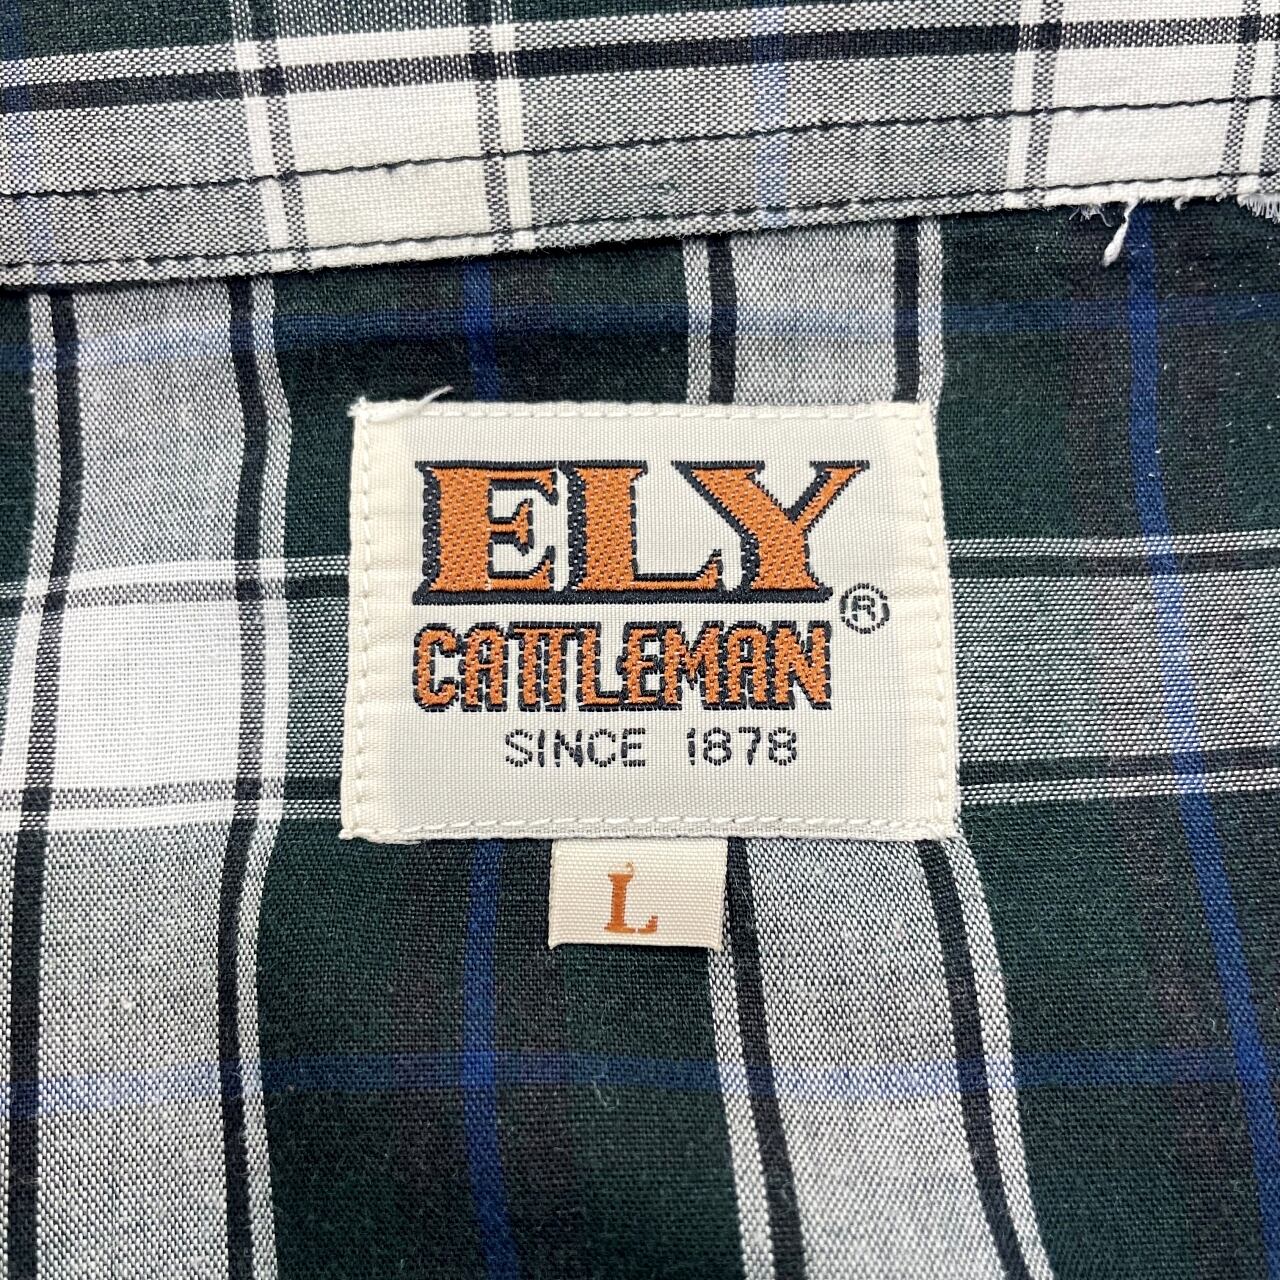 ELY
CATTLEMAN®
SINCE 1878
L